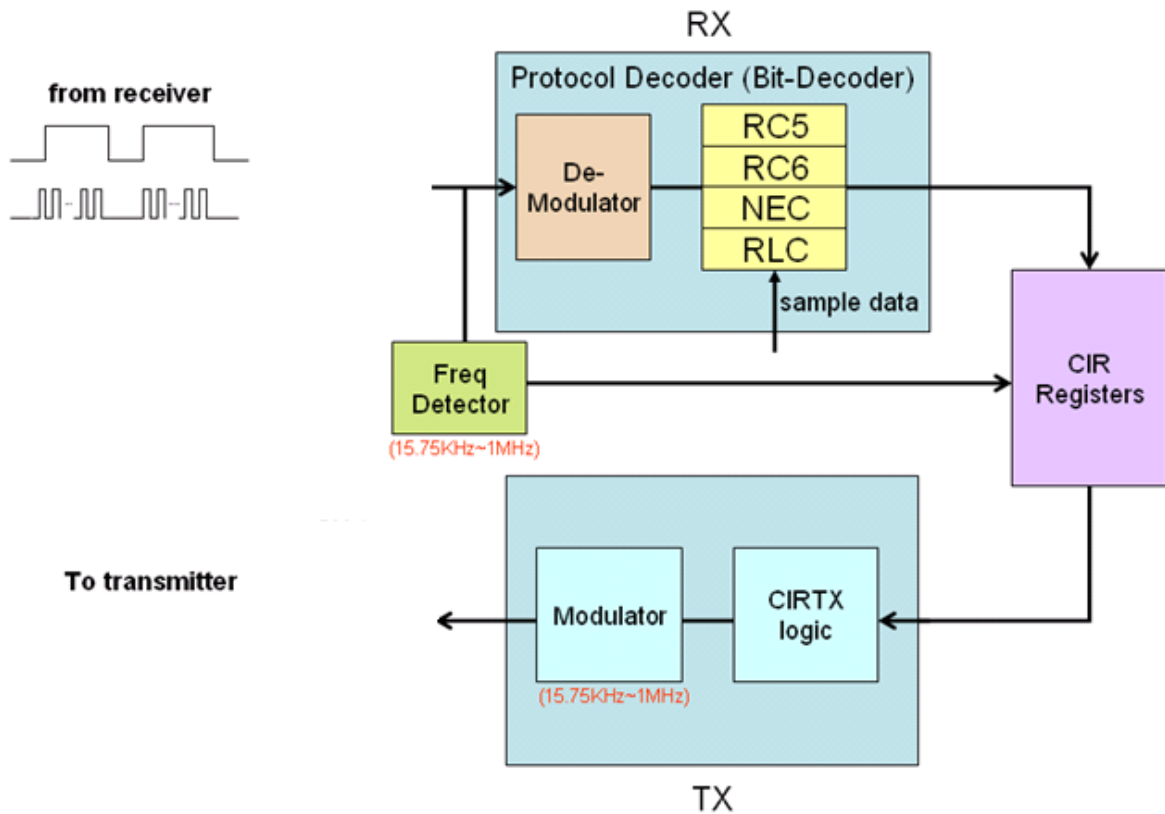 RX
from receiver
Protocol Decoder (Bit-Decoder)
De-
Modulator
RC5
RC6
NEC
RLC
sample data
Freq
Detector
(15.75KHz~1MHz)
CIR
Registers
To transmitter
Modulator
(15.75KHz~1MHz)
CIRTX
logic
TX